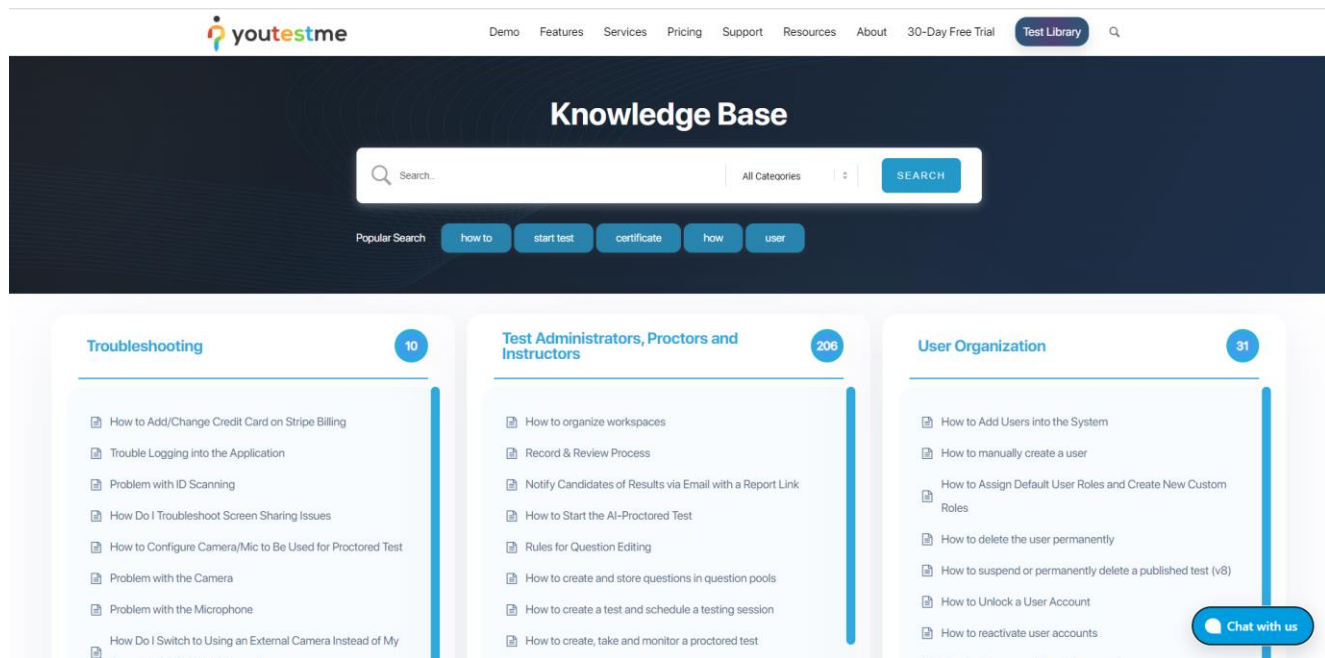 youtestme
Demo Features Services Pricing Support Resources About 30-Day Free Trial Test Library
Knowledge Base
Search.. All Categories SEARCH
Popular Search how to start test certificate how user
Troubleshooting 10
How to Add/Change Credit Card on Stripe Billing
Trouble Logging into the Application
Problem with ID Scanning
How Do I Troubleshoot Screen Sharing Issues
How to Configure Camera/Mic to Be Used for Proctored Test
Problem with the Camera
Problem with the Microphone
How Do I Switch to Using an External Camera Instead of My
Test Administrators, Proctors and
Instructors
206
How to organize workspaces
Record & Review Process
Notify Candidates of Results via Email with a Report Link
How to Start the AI-Proctored Test
Rules for Question Editing
How to create and store questions in question pools
How to create a test and schedule a testing session
How to create, take and monitor a proctored test
User Organization 31
How to Add Users into the System
How to manually create a user
How to Assign Default User Roles and Create New Custom
Roles
How to delete the user permanently
How to suspend or permanently delete a published test (v8)
How to Unlock a User Account
How to reactivate user accounts
Chat with us